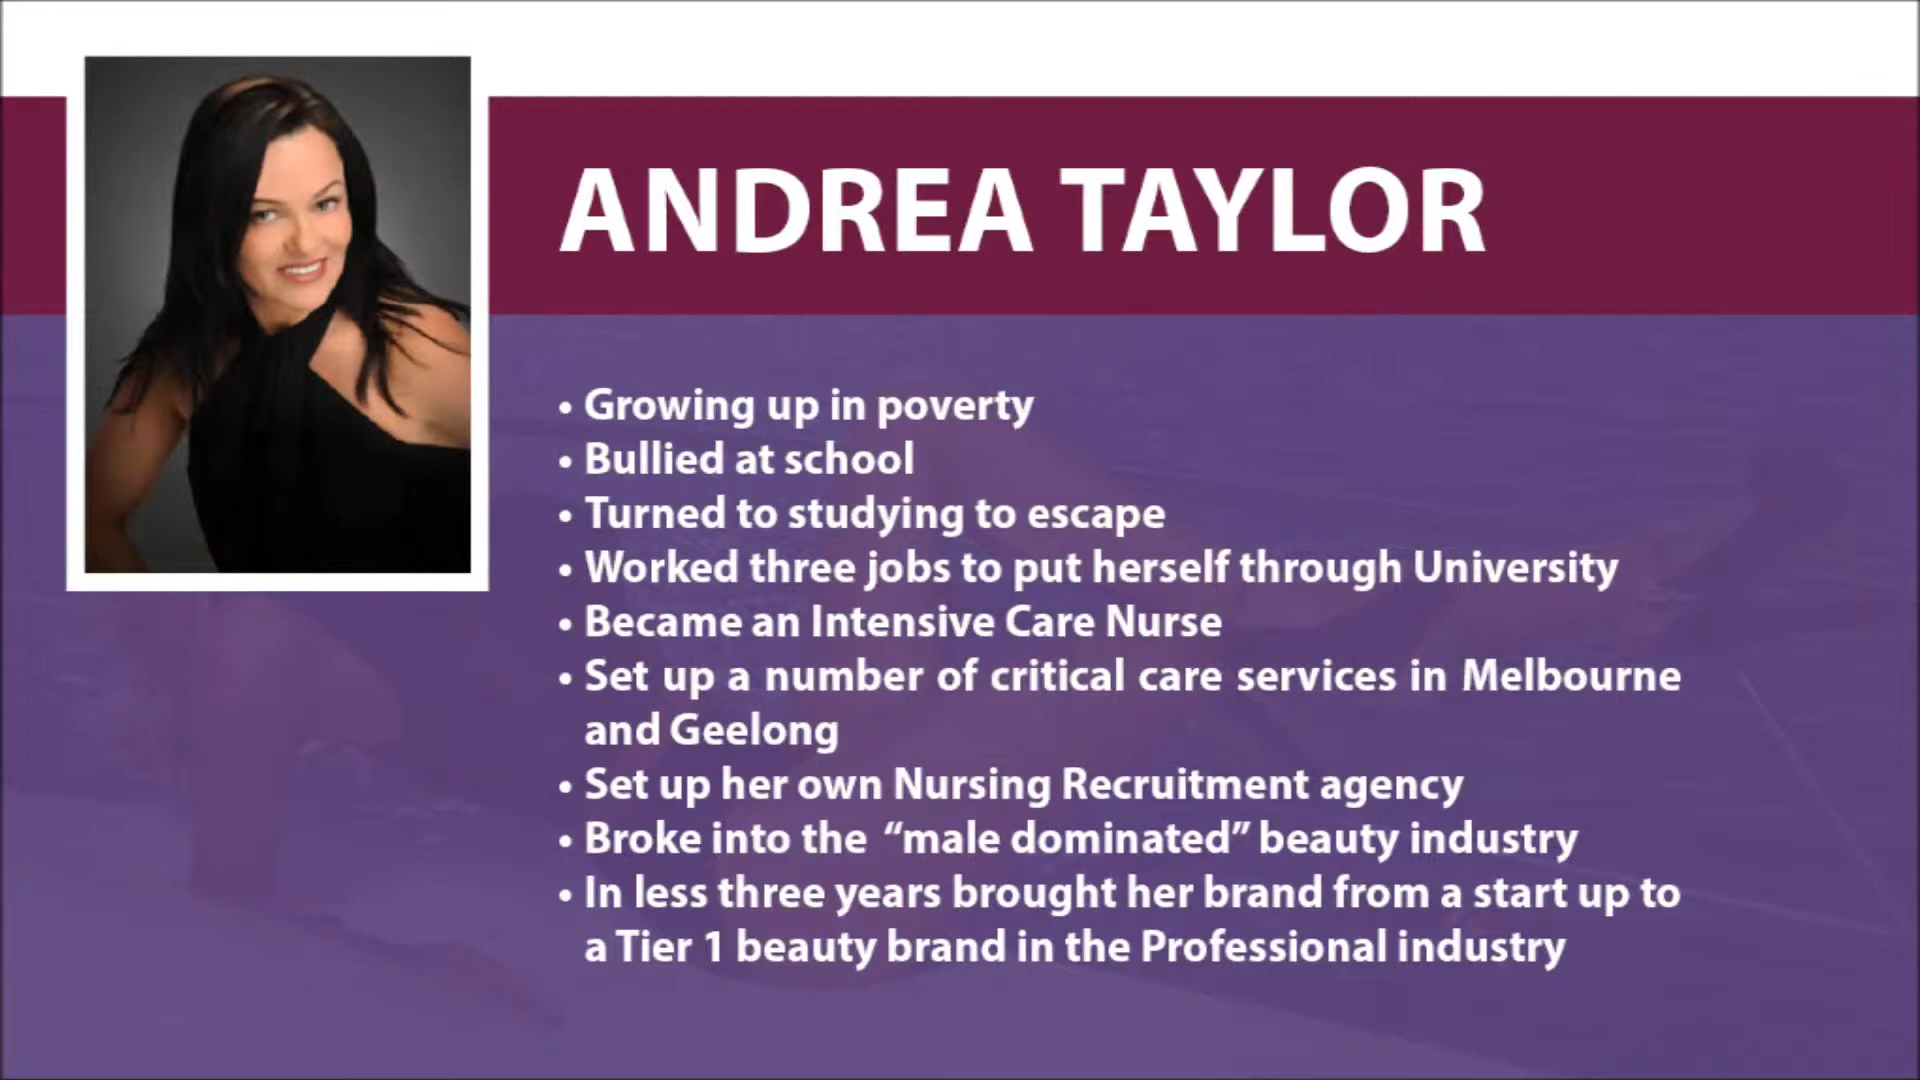 ANDREA TAYLOR
• Growing up in poverty
• Bullied at school
• Turned to studying to escape
• Worked three jobs to put herself through University
• Became an Intensive Care Nurse
• Set up a number of critical care services in Melbourne
and Geelong
• Set up her own Nursing Recruitment agency
• Broke into the “male dominated” beauty industry
• In less three years brought her brand from a start up to
a Tier 1 beauty brand in the Professional industry